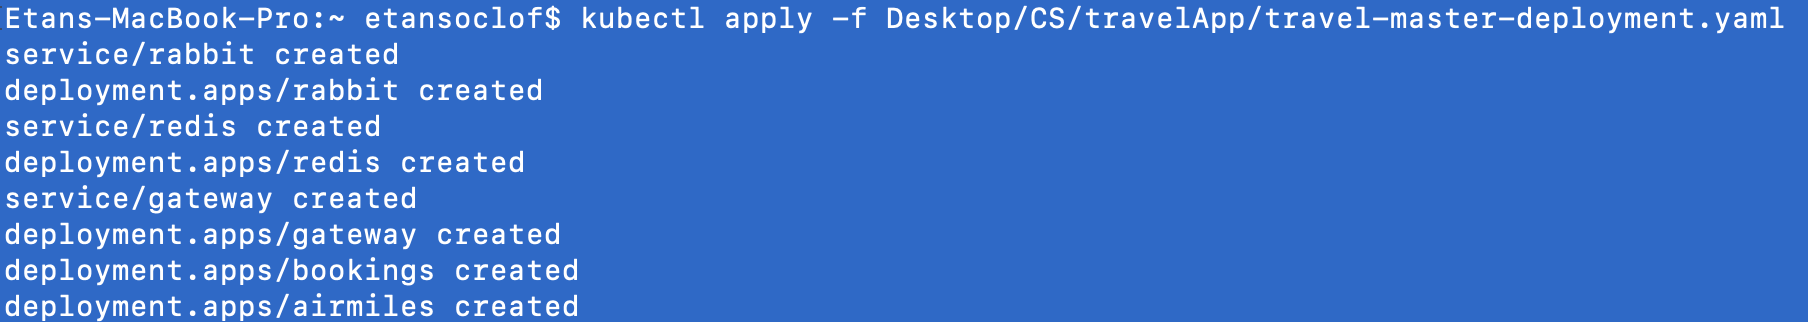 Etans-MacBook-Pro:~ etansoclof$ kubectl apply -f Desktop/CS/travelApp/travel-master-deployment.yaml
service/rabbit created
deployment.apps/rabbit created
service/redis created
deployment.apps/redis created
service/gateway created
deployment.apps/gateway created
deployment.apps/bookings created
deployment.apps/airmiles created